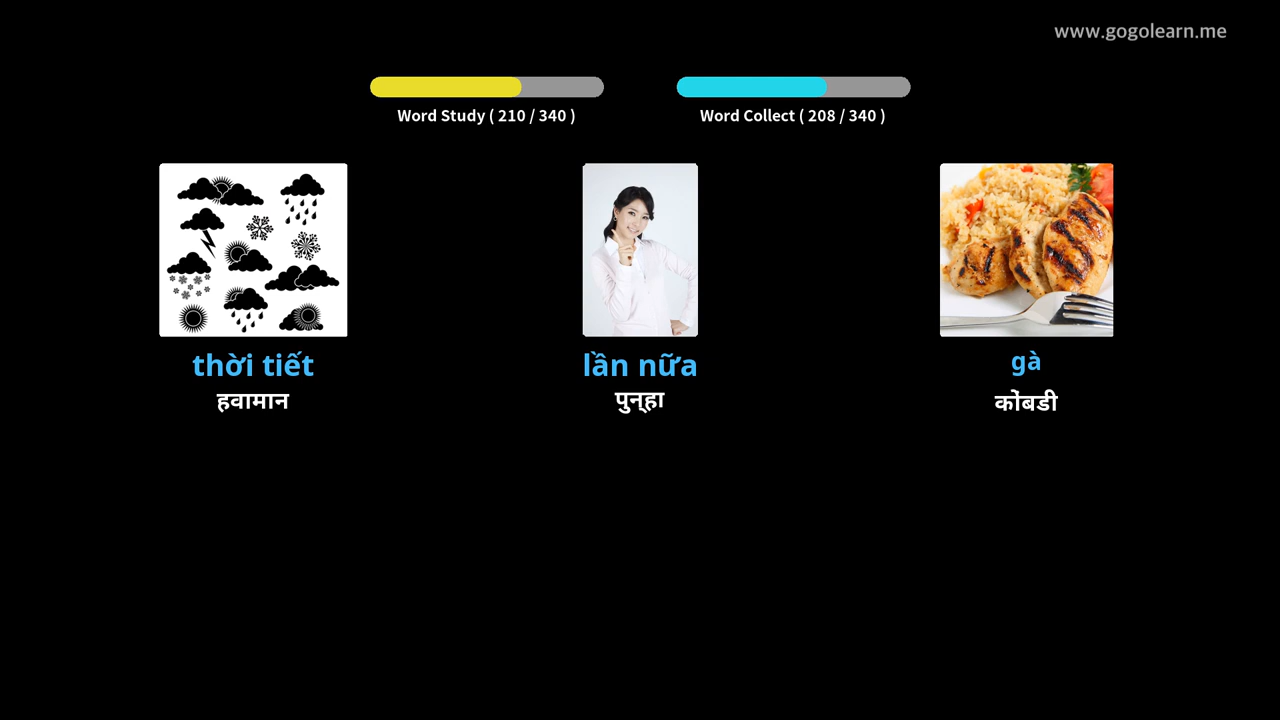 www.gogolearn.me
Word Study ( 210 / 340 )
Word Collect ( 208 / 340 )
thời tiết
हवामान
lần nữa
पुन्हा
gà
कोंबडी